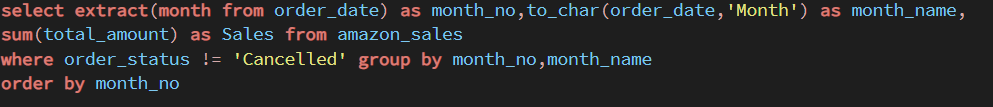 select extract(month from order_date) as month_no,to_char(order_date,'Month') as month_name,
sum(total_amount) as Sales from amazon_sales
where order_status != 'Cancelled' group by month_no,month_name
order by month_no